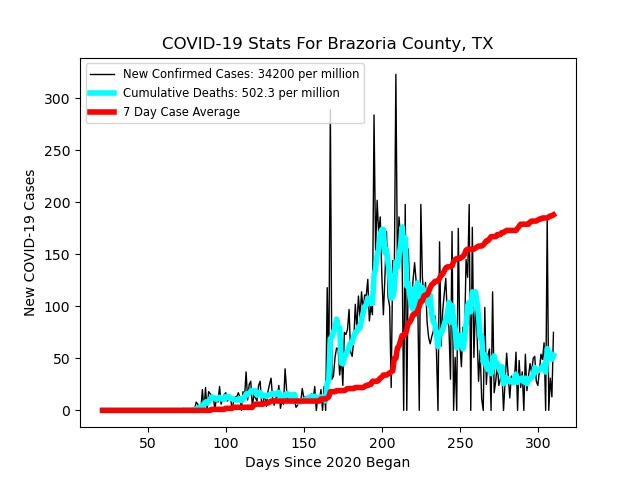 COVID-19 Stats For Brazoria County, TX
New Confirmed Cases: 34200 per million
Cumulative Deaths: 502.3 per million
7 Day Case Average
300
250
200
150
100
50
0
New COVID-19 Cases
50 100 150 200 250 300
Days Since 2020 Began